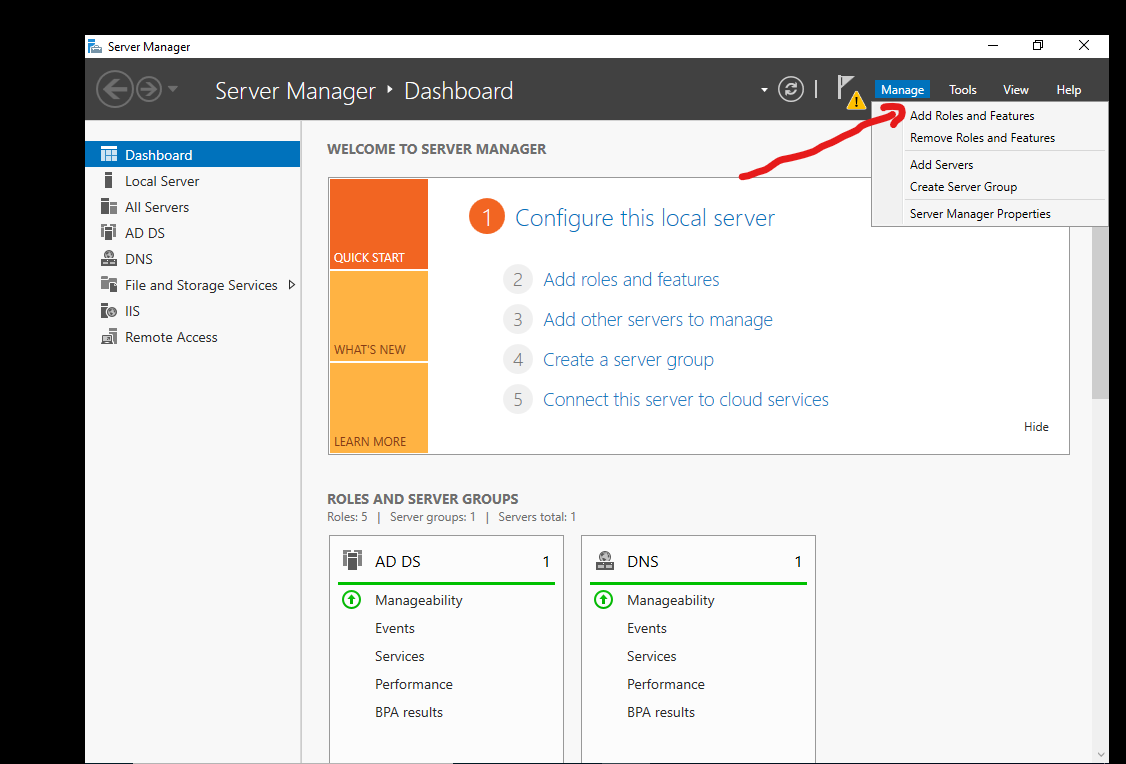 Server Manager
Server Manager ‣ Dashboard
Manage Tools View Help
Add Roles and Features
Remove Roles and Features
Add Servers
Create Server Group
Server Manager Properties
Dashboard
Local Server
All Servers
AD DS
DNS
File and Storage Services
IIS
Remote Access
WELCOME TO SERVER MANAGER
QUICK START
WHAT'S NEW
LEARN MORE
1 Configure this local server
2 Add roles and features
3 Add other servers to manage
4 Create a server group
5 Connect this server to cloud services
Hide
ROLES AND SERVER GROUPS
Roles: 5 | Server groups: 1 | Servers total: 1
AD DS 1
Manageability
Events
Services
Performance
BPA results
DNS 1
Manageability
Events
Services
Performance
BPA results